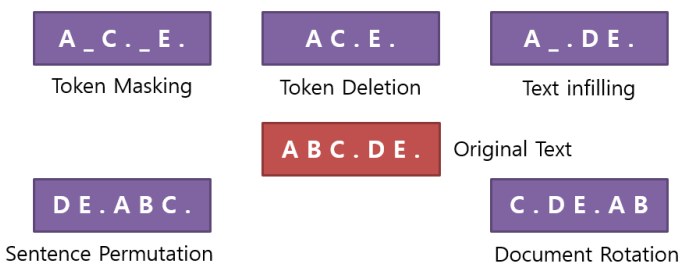 A _ C . _ E .
A C . E .
A _ . D E .
Token Masking
Token Deletion
Text infilling
A B C . D E .
Original Text
D E . A B C .
C . D E . A B
Sentence Permutation
Document Rotation